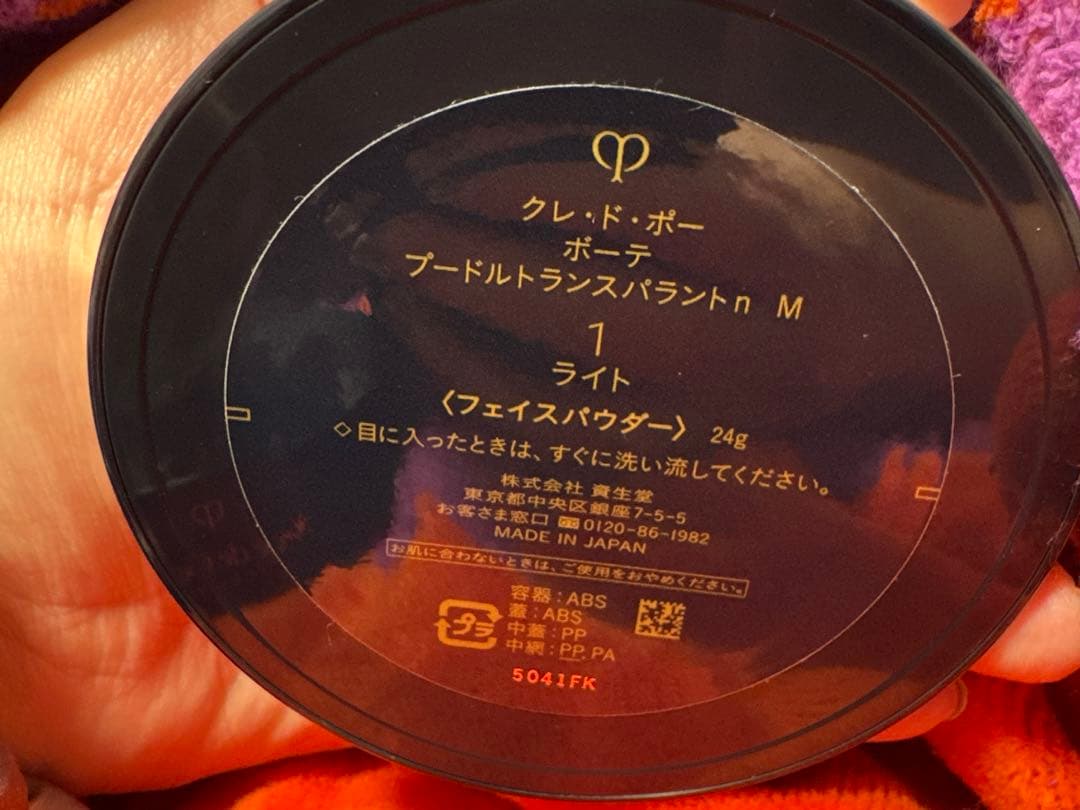 クレ・ド・ポー
ボーテ
プードルトランスパラントn M
1
ライト
〈フェイスパウダー〉 24g
◇目に入ったときは、すぐに洗い流してください。
株式会社 資生堂
東京都中央区銀座7-5-5
お客さま窓口 0120-86-1982
MADE IN JAPAN
お肌に合わないときは、ご使用をおやめください。
プラ
容器:ABS
蓋:ABS
中蓋:PP
中網:PP,PA
5041FK